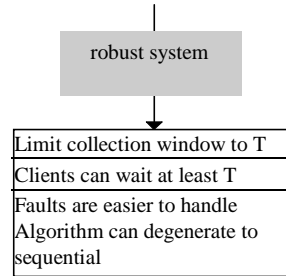 robust system
Limit collection window to T
Clients can wait at least T
Faults are easier to handle
Algorithm can degenerate to
sequential